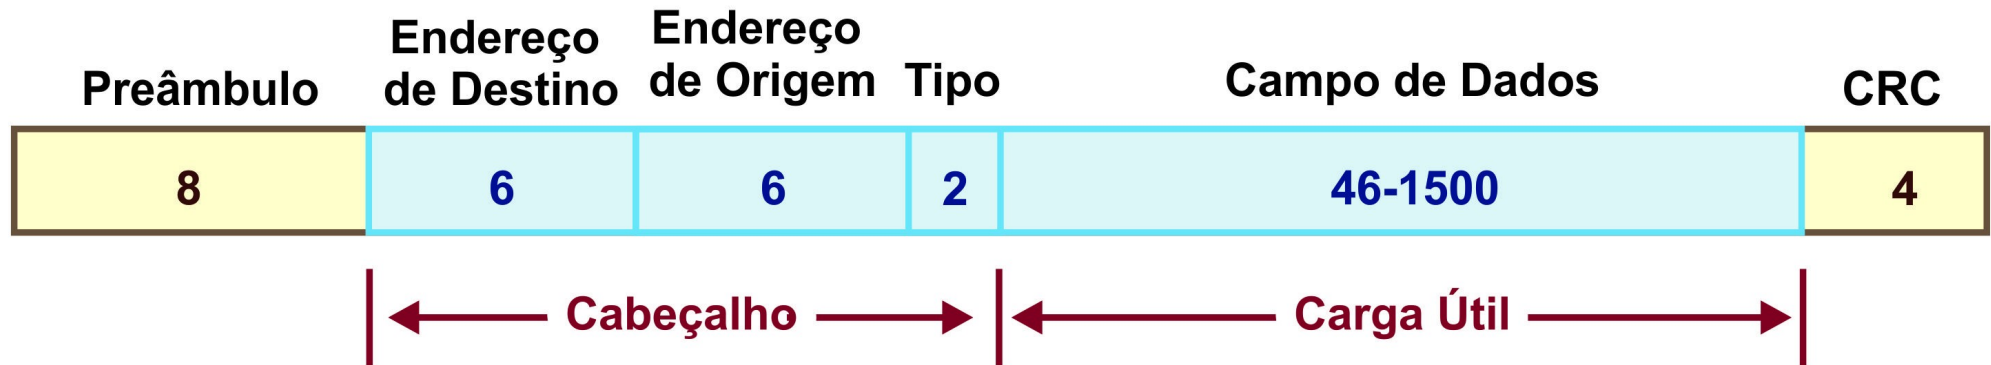 Preâmbulo
Endereço
de Destino
Endereço
de Origem
Tipo
Campo de Dados
CRC
8
6
6
2
46-1500
4
Cabeçalho
Carga Útil